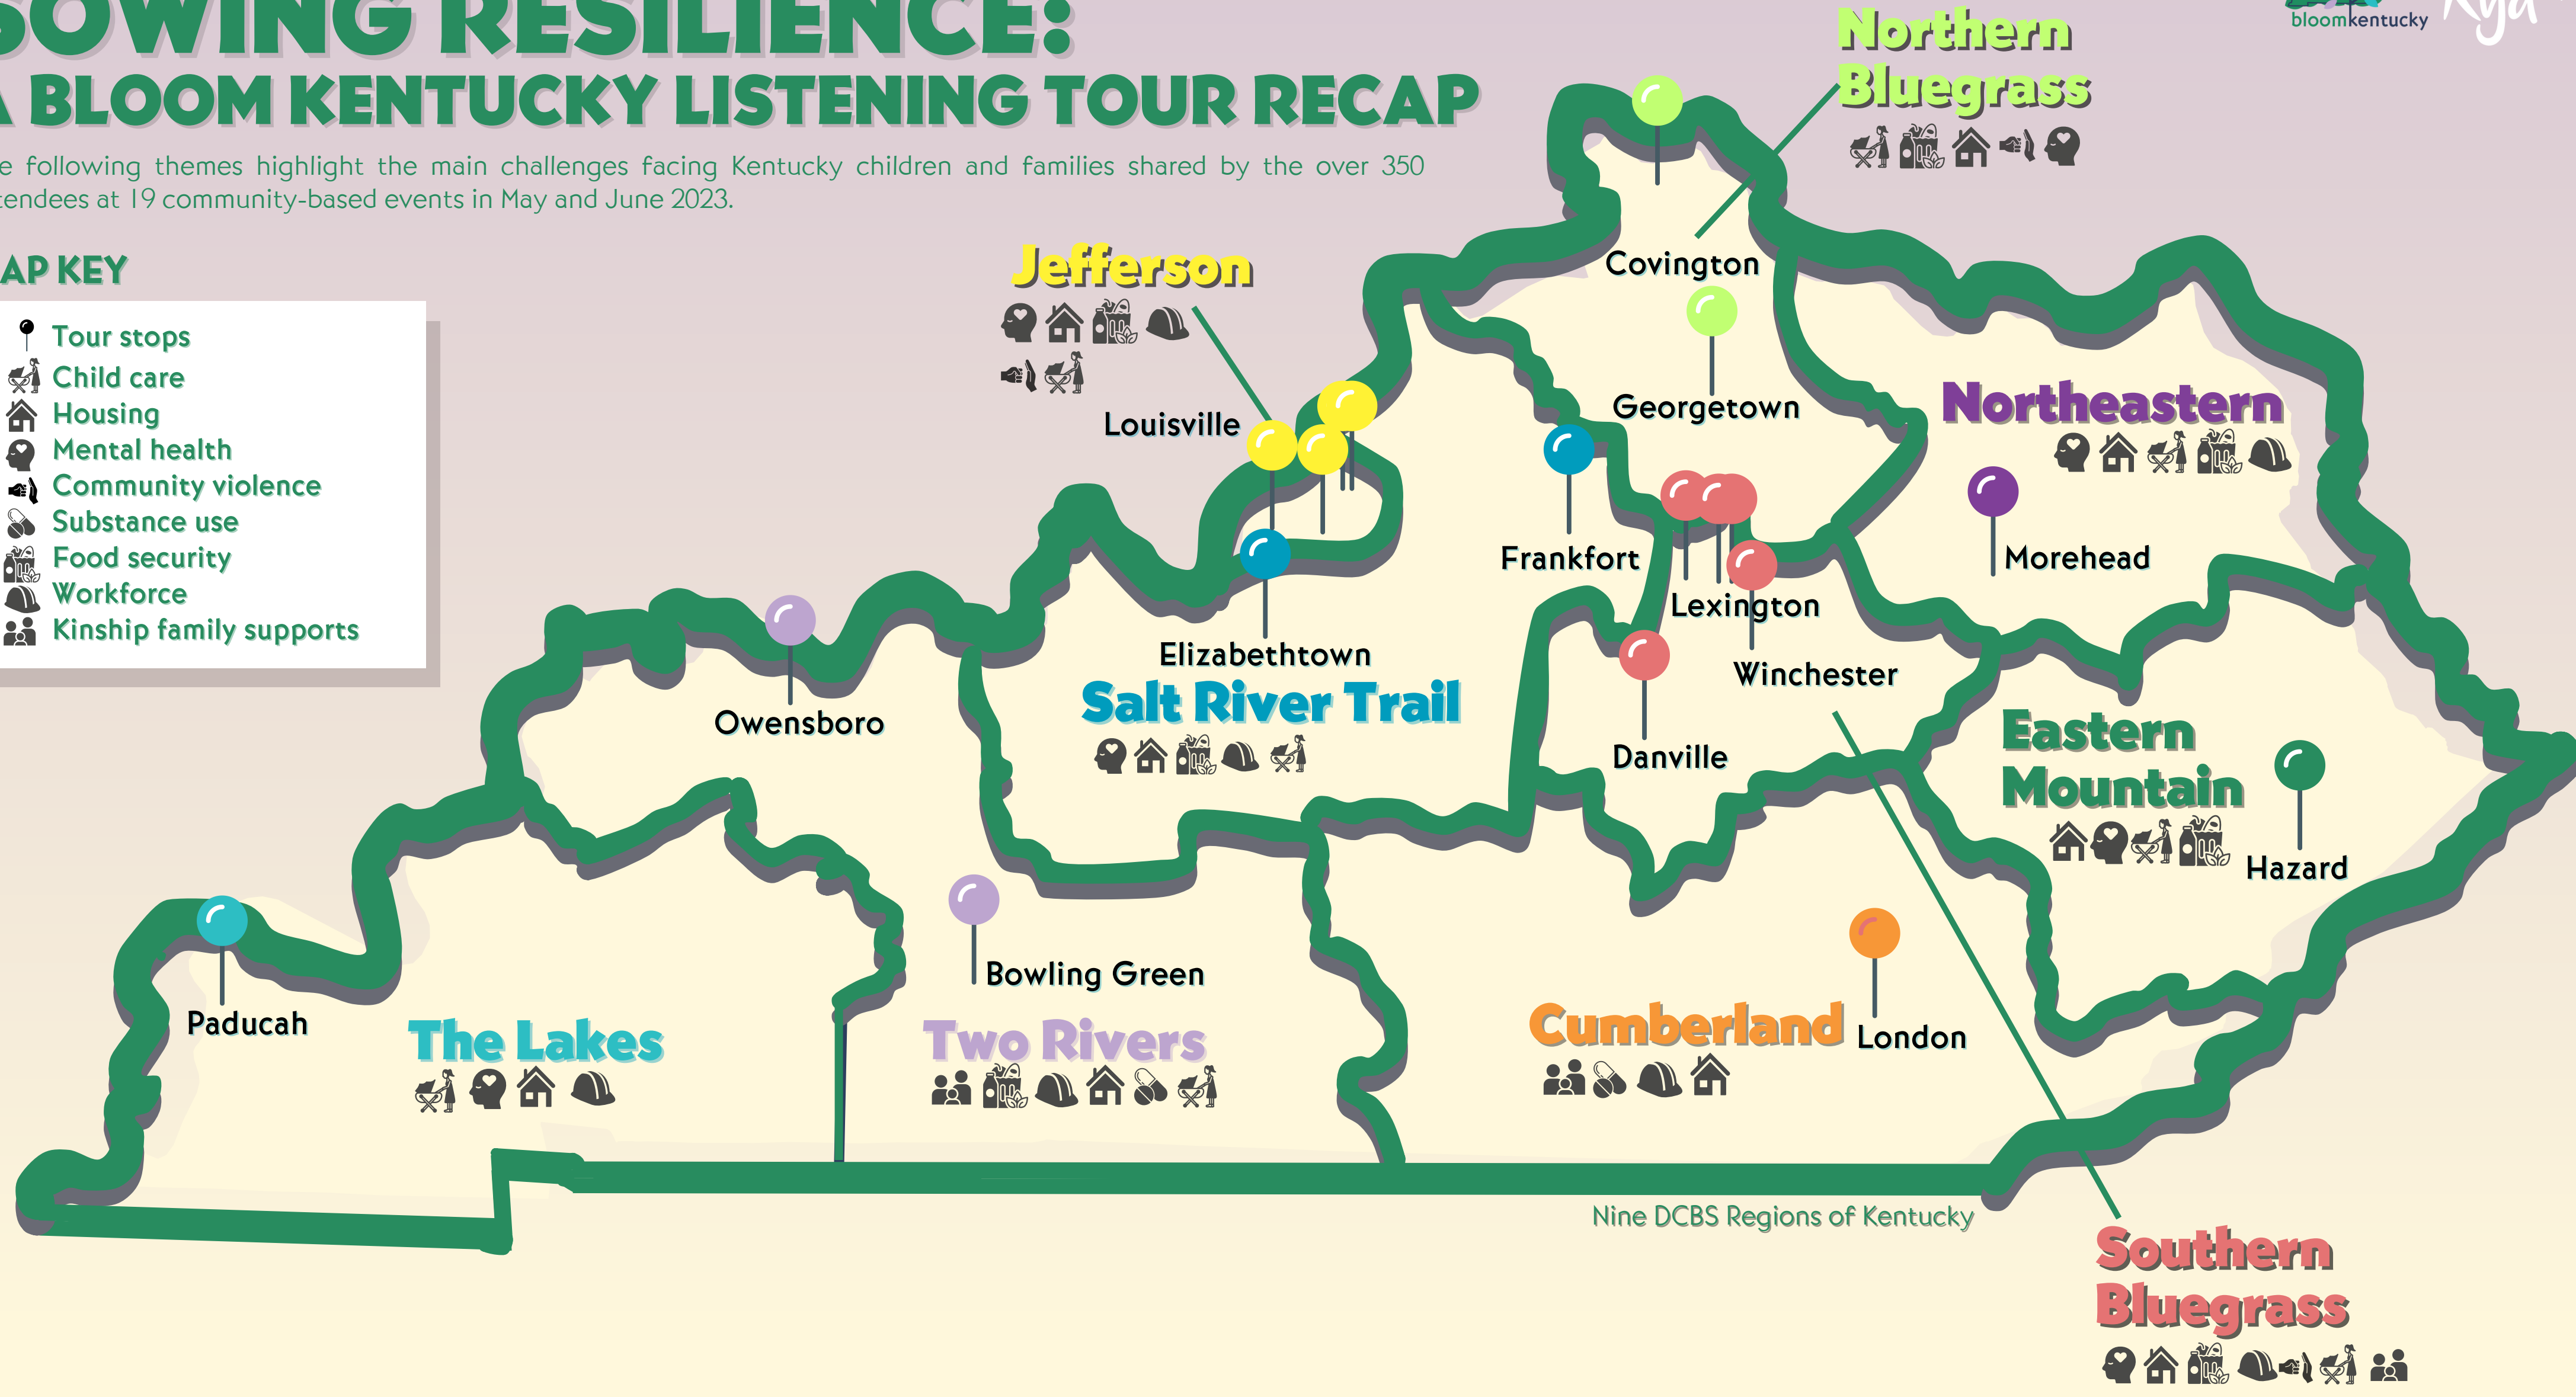 SOWING RESILIENCE:
A BLOOM KENTUCKY LISTENING TOUR RECAP
e following themes highlight the main challenges facing Kentucky children and families shared by the over 350
tendees at 19 community-based events in May and June 2023.
bloomkentucky
Kya
AP KEY
Tour stops
Child care
Housing
Mental health
Community violence
Substance use
Food security
Workforce
Kinship family supports
Northern
Bluegrass
Jefferson
Louisville
Covington
Georgetown
Northeastern
Frankfort
Morehead
Lexington
Elizabethtown
Winchester
Salt River Trail
Owensboro
Danville
Eastern
Mountain
Hazard
Bowling Green
Paducah
The Lakes
Two Rivers
Cumberland
London
Nine DCBS Regions of Kentucky
Southern
Bluegrass